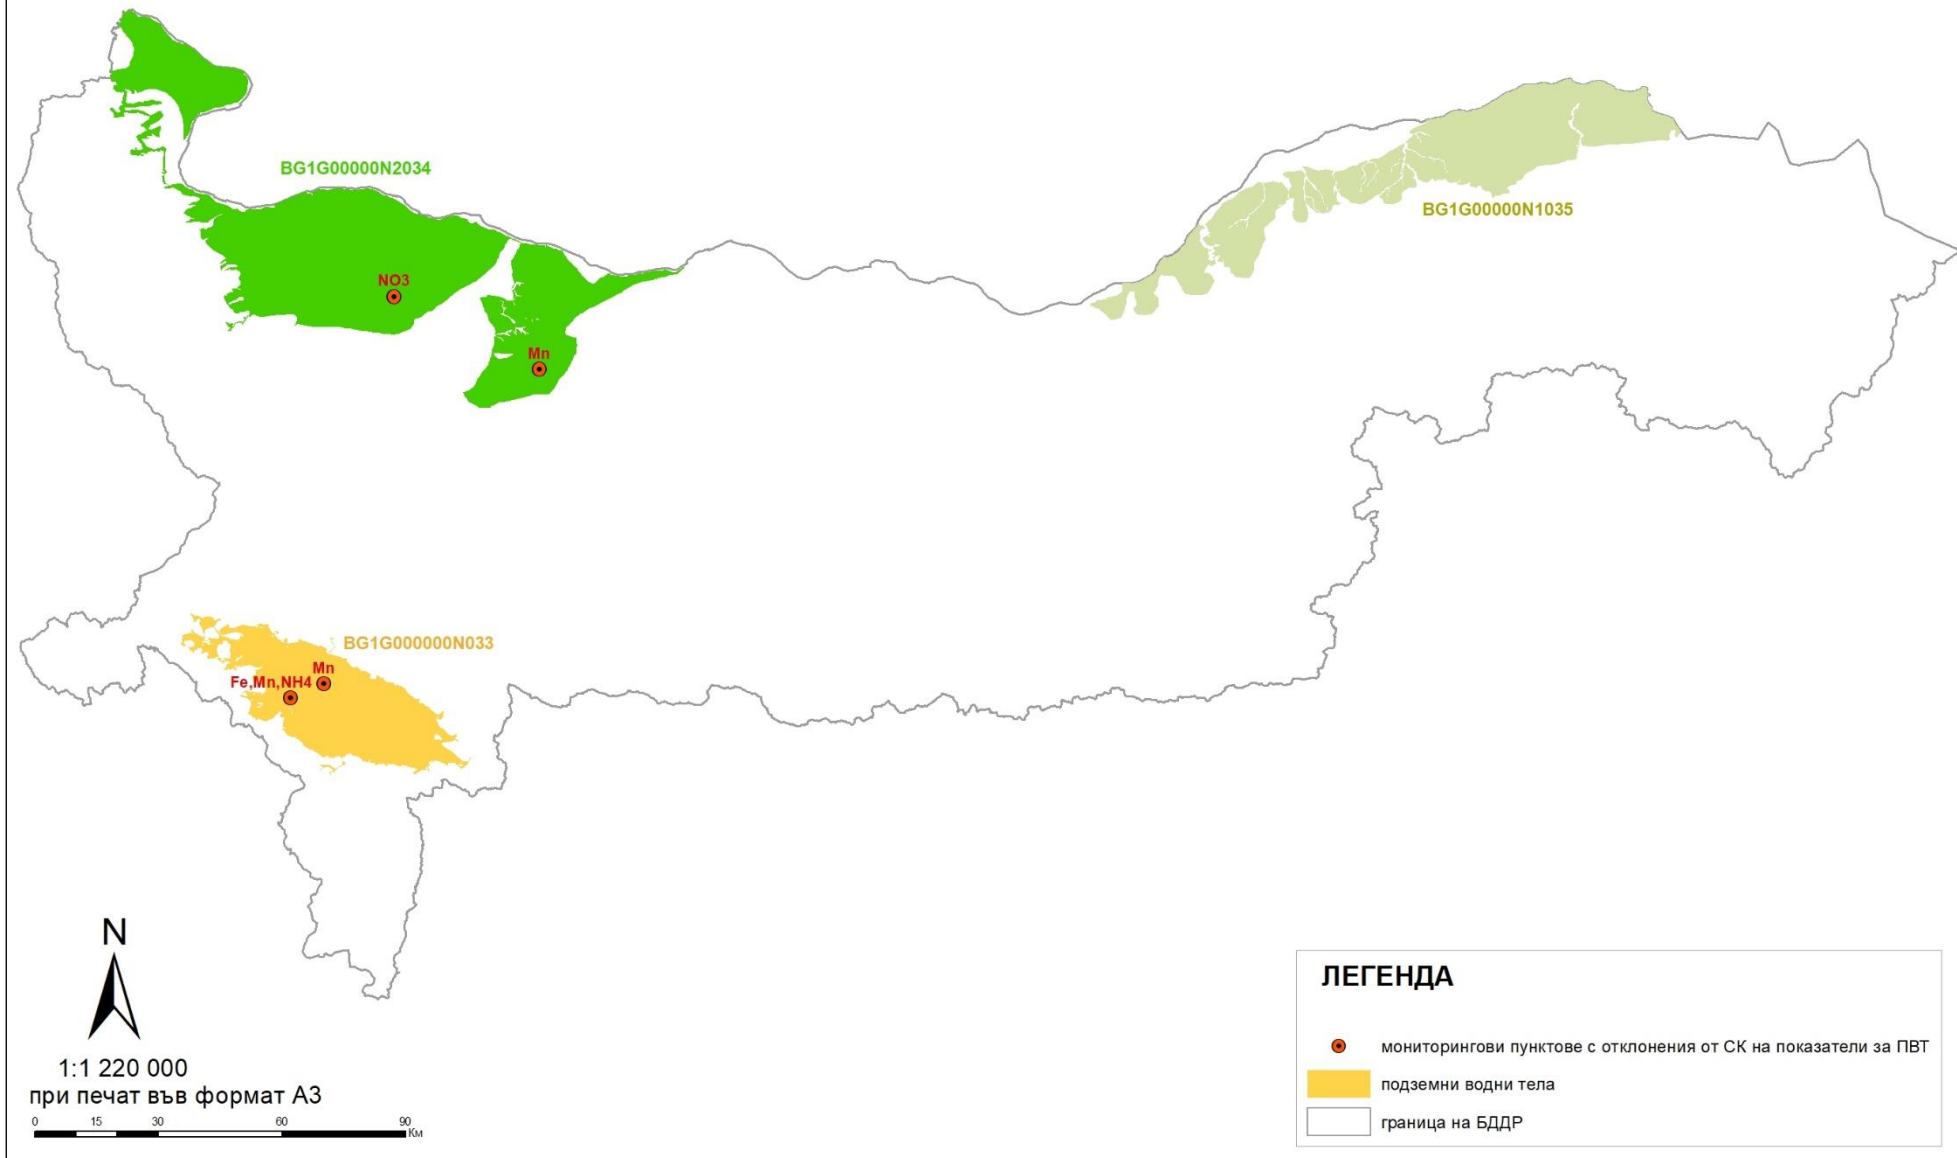 BG1G00000N2034
BG1G00000N1035
NO3
Mn
BG1G000000N033
Mn
Fe,Mn,NH4
N
1:1 220 000
при печат във формат А3
0 15 30 60 90
Км
ЛЕГЕНДА
мониторингови пунктове с отклонения от СК на показатели за ПВТ
подземни водни тела
граница на БДДР